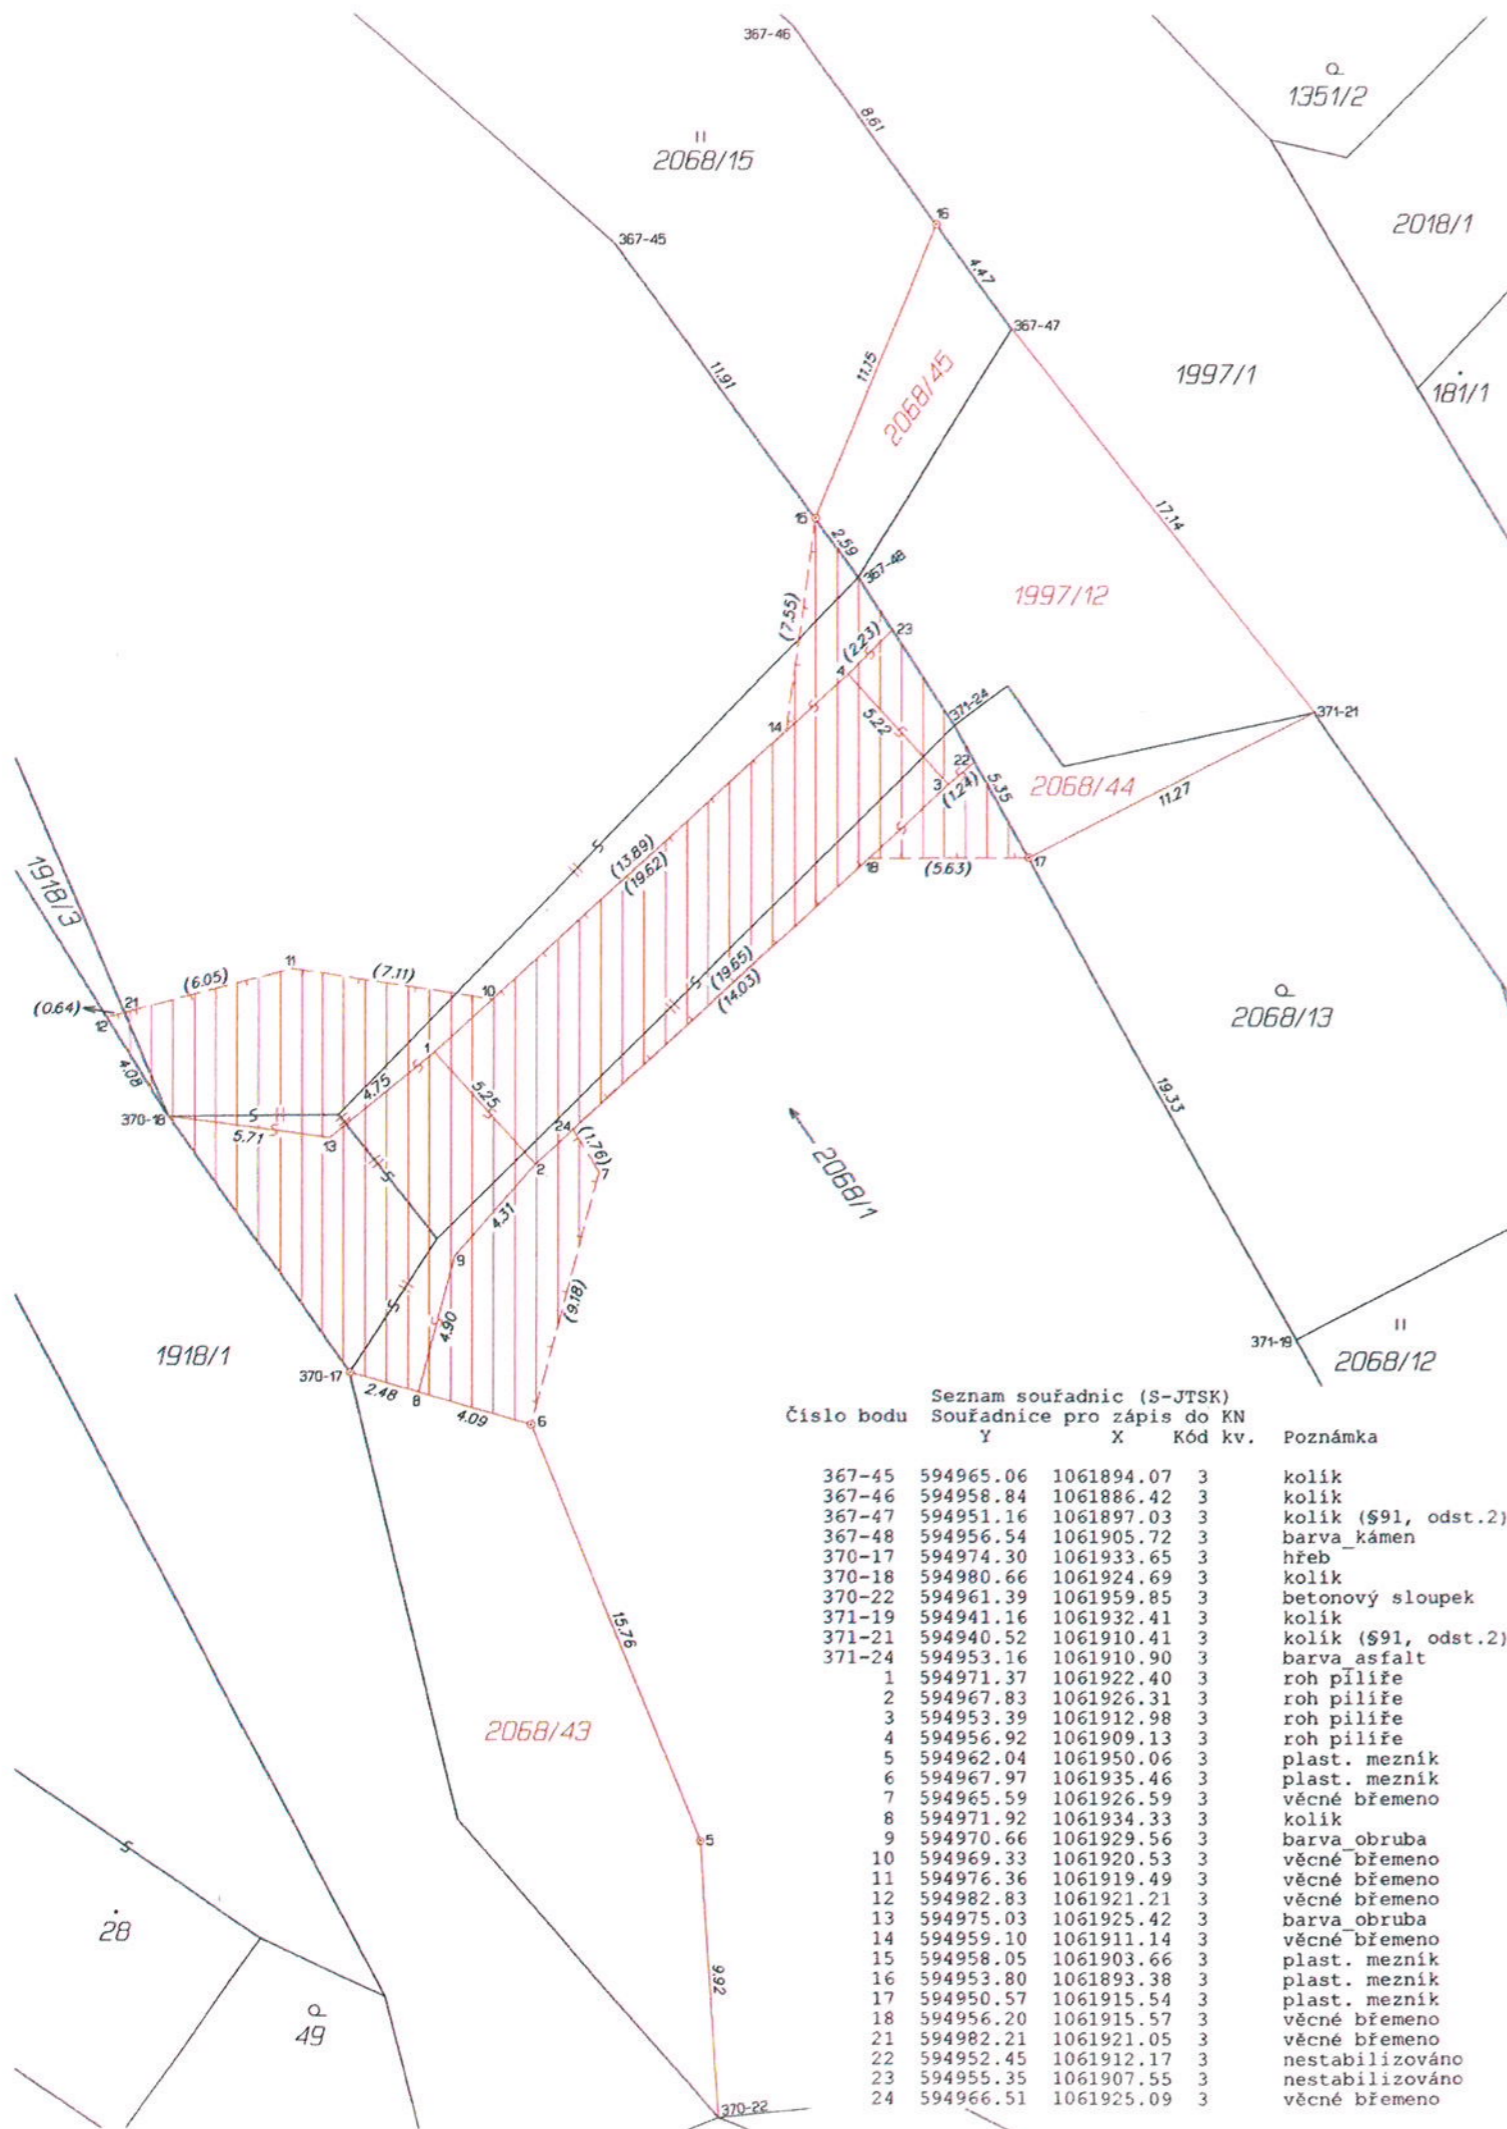 367-46
Q
1351/2
8.61
II
2068/15
16
2018/1
367-45
4.47
367-47
11.91
11.15
2068/45
1997/1
181/1
17.14
15
2.59
367-48
(7.55)
1997/12
(2.23)
23
4
14
5.22
371-24
371-21
22
3
(1.24)
5.35
2068/44
11.27
(13.89)
(19.62)
18
(5.63)
17
1918/3
11
(6.05)
(7.11)
21
(0.64)
12
10
(19.65)
(14.03)
Q
2068/13
4.08
1
4.75
5.25
19.33
370-18
5.71
13
24
(1.76)
2
7
2068/1
4.31
9
(9.18)
4.90
1918/1
370-17
2.48
8
4.09
6
371-19
II
2068/12
Seznam souřadnic (S-JTSK)
Číslo bodu Souřadnice pro zápis do KN
Y X Kód kv. Poznámka
367-45 594965.06 1061894.07 3 kolík
367-46 594958.84 1061886.42 3 kolík
367-47 594951.16 1061897.03 3 kolík (§91, odst.2)
367-48 594956.54 1061905.72 3 barva_kámen
370-17 594974.30 1061933.65 3 hřeb
370-18 594980.66 1061924.69 3 kolík
370-22 594961.39 1061959.85 3 betonový sloupek
371-19 594941.16 1061932.41 3 kolík
371-21 594940.52 1061910.41 3 kolík (§91, odst.2)
371-24 594953.16 1061910.90 3 barva_asfalt
1 594971.37 1061922.40 3 roh pilíře
2 594967.83 1061926.31 3 roh pilíře
3 594953.39 1061912.98 3 roh pilíře
4 594956.92 1061909.13 3 roh pilíře
5 594962.04 1061950.06 3 plast. mezník
6 594967.97 1061935.46 3 plast. mezník
7 594965.59 1061926.59 3 věcné břemeno
8 594971.92 1061934.33 3 kolík
9 594970.66 1061929.56 3 barva_obruba
10 594969.33 1061920.53 3 věcné břemeno
11 594976.36 1061919.49 3 věcné břemeno
12 594982.83 1061921.21 3 věcné břemeno
13 594975.03 1061925.42 3 barva_obruba
14 594959.10 1061911.14 3 věcné břemeno
15 594958.05 1061903.66 3 plast. mezník
16 594953.80 1061893.38 3 plast. mezník
17 594950.57 1061915.54 3 plast. mezník
18 594956.20 1061915.57 3 věcné břemeno
21 594982.21 1061921.05 3 věcné břemeno
22 594952.45 1061912.17 3 nestabilizováno
23 594955.35 1061907.55 3 nestabilizováno
24 594966.51 1061925.09 3 věcné břemeno
15.76
2068/43
5
28
9.92
Q
49
370-22